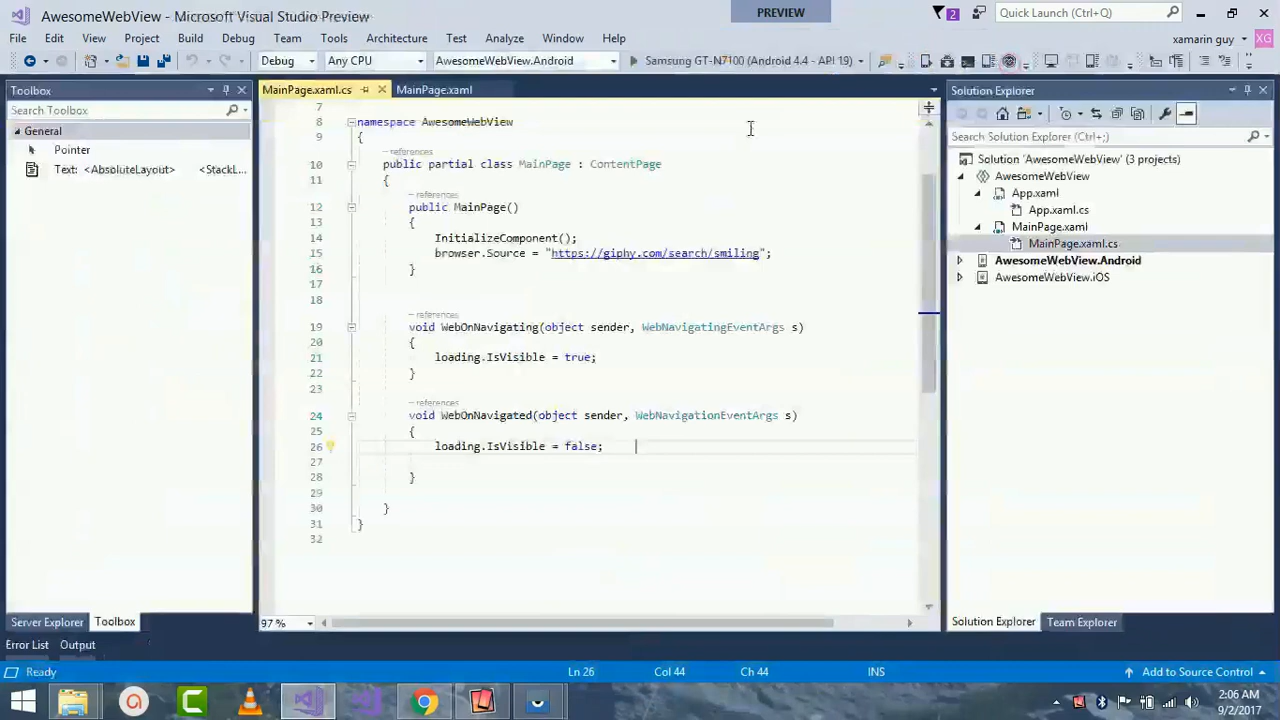 AwesomeWebView - Microsoft Visual Studio Preview
PREVIEW
2
Quick Launch (Ctrl+Q)
File Edit View Project Build Debug Team Tools Architecture Test Analyze Window Help
xamarin guy XG
Debug Any CPU AwesomeWebView.Android Samsung GT-N7100 (Android 4.4 - API 19)
Toolbox
Search Toolbox
General
Pointer
Text: <AbsoluteLayout> <StackL...
Server Explorer Toolbox
MainPage.xaml.cs MainPage.xaml
7
8 namespace AwesomeWebView
9 {
- references
10 public partial class MainPage : ContentPage
11 {
- references
12 public MainPage()
13 {
14 InitializeComponent();
15 browser.Source = "https://giphy.com/search/smiling";
16 }
17
18
- references
19 void WebOnNavigating(object sender, WebNavigatingEventArgs s)
20 {
21 loading.IsVisible = true;
22 }
23
- references
24 void WebOnNavigated(object sender, WebNavigationEventArgs s)
25 {
26 loading.IsVisible = false;
27
28 }
29
30 }
31 }
32
97 %
Solution Explorer
Search Solution Explorer (Ctrl+;)
Solution 'AwesomeWebView' (3 projects)
AwesomeWebView
App.xaml
App.xaml.cs
MainPage.xaml
MainPage.xaml.cs
AwesomeWebView.Android
AwesomeWebView.iOS
Solution Explorer Team Explorer
Error List Output
Ready Ln 26 Col 44 Ch 44 INS Add to Source Control
2:06 AM
9/2/2017